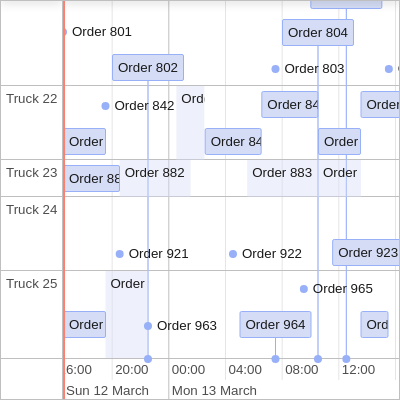 Order 801
Order 804
Order 802
Order 803
Truck 22
Order 842
Ord
Order 84
Order
Order
Order 84
Order
Truck 23
Order 88
Order 882
Order 883
Order
Truck 24
Order 921
Order 922
Order 923
Truck 25
Order
Order 965
Order
Order 963
Order 964
Ord
6:00
20:00
00:00
04:00
08:00
12:00
Sun 12 March
Mon 13 March